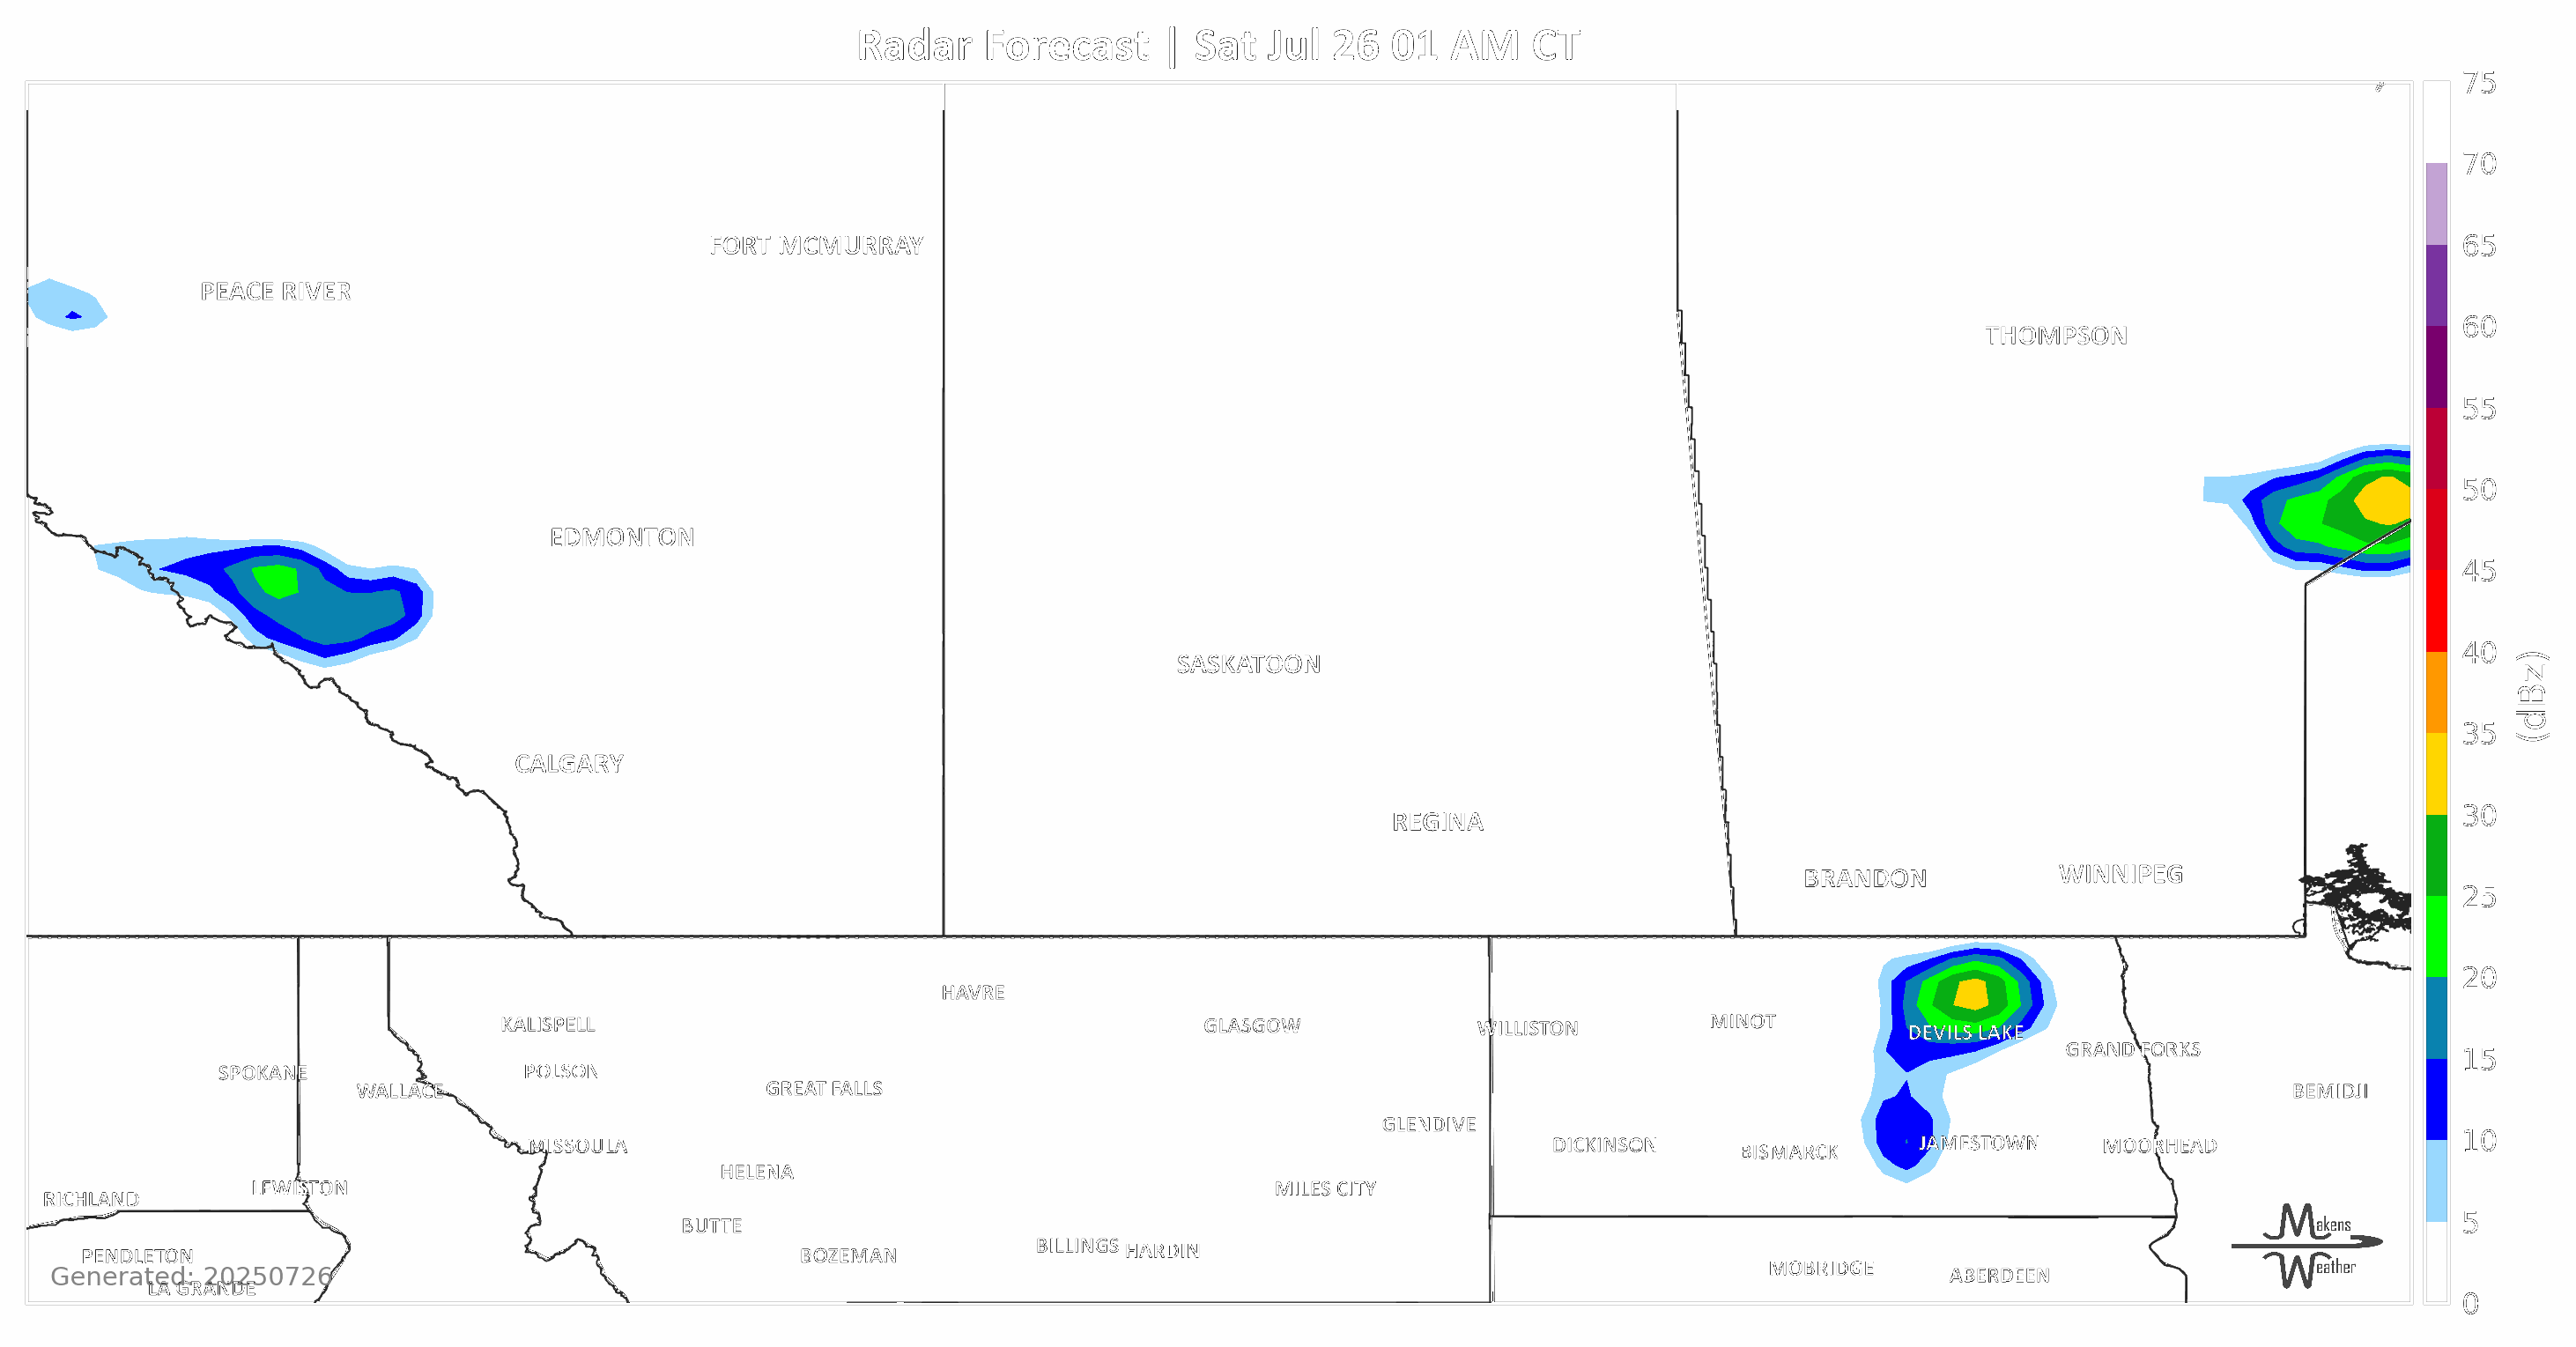 Radar Forecast | Sat Jul 26 01 AM CT
75
70
65
60
55
50
45
40
35
30
25
20
15
10
5
0
(dBz)
FORT MCMURRAY
PEACE RIVER
THOMPSON
EDMONTON
SASKATOON
CALGARY
REGINA
BRANDON
WINNIPEG
HAVRE
KALISPELL
GLASGOW
WILLISTON
MINOT
DEVILS LAKE
GRAND FORKS
SPOKANE
POLSON
WALLACE
GREAT FALLS
BEMIDJI
GLENDIVE
MISSOULA
DICKINSON
BISMARCK
JAMESTOWN
MOORHEAD
HELENA
LEWISTON
MILES CITY
RICHLAND
BUTTE
BILLINGS
HARDIN
BOZEMAN
PENDLETON
MOBRIDGE
ABERDEEN
Generated: 20250726
LA GRANDE
Makens
Weather